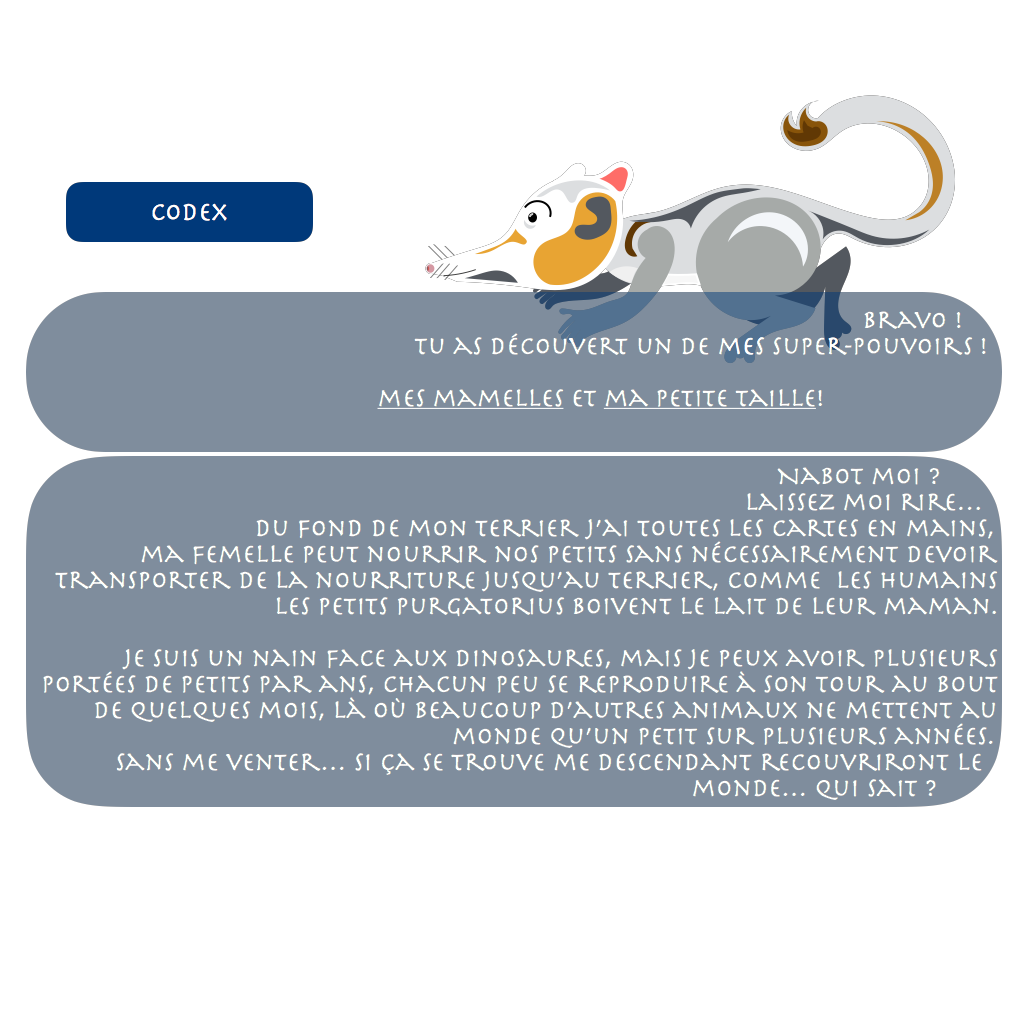 CODEX
BRAVO !
TU AS DÉCOUVERT UN DE MES SUPER-POUVOIRS !
MES MAMELLES ET MA PETITE TAILLE!
NABOT MOI ?
LAISSEZ MOI RIRE...
DU FOND DE MON TERRIER J'AI TOUTES LES CARTES EN MAINS,
MA FEMELLE PEUT NOURRIR NOS PETITS SANS NÉCESSAIREMENT DEVOIR
TRANSPORTER DE LA NOURRITURE JUSQU'AU TERRIER, COMME LES HUMAINS
LES PETITS PURGATORIUS BOIVENT LE LAIT DE LEUR MAMAN.
JE SUIS UN NAIN FACE AUX DINOSAURES, MAIS JE PEUX AVOIR PLUSIEURS
PORTÉES DE PETITS PAR ANS, CHACUN PEU SE REPRODUIRE À SON TOUR AU BOUT
DE QUELQUES MOIS, LÀ OÙ BEAUCOUP D'AUTRES ANIMAUX NE METTENT AU
MONDE QU'UN PETIT SUR PLUSIEURS ANNÉES.
SANS ME VENTER... SI ÇA SE TROUVE ME DESCENDANT RECOUVRIRONT LE
MONDE... QUI SAIT ?